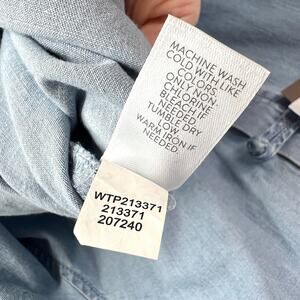 MACHINE WASH
COLD WITH LIKE
COLORS.
ONLY NON
CHLORINE
BLEACH IF
NEEDED.
TUMBLE DRY
LOW.
WARM IRON IF
NEEDED.
WTP213371
213371
207240